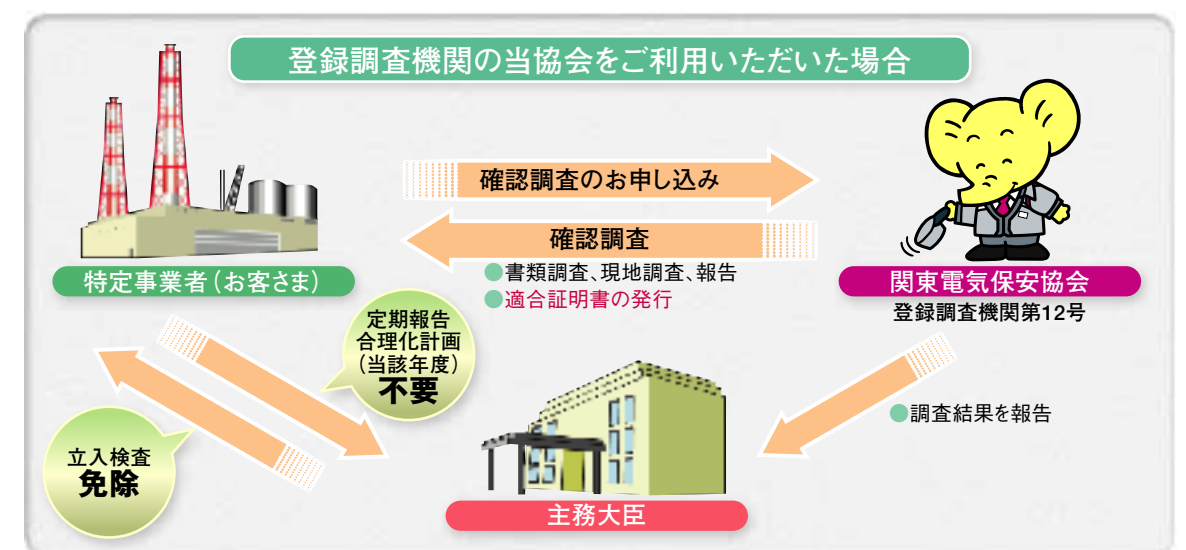 登録調査機関の当協会をご利用いただいた場合
確認調査のお申し込み
確認調査
●書類調査、現地調査、報告
●適合証明書の発行
特定事業者（お客さま）
関東電気保安協会
登録調査機関第12号
定期報告
合理化計画
（当該年度）
不要
●調査結果を報告
立入検査
免除
主務大臣